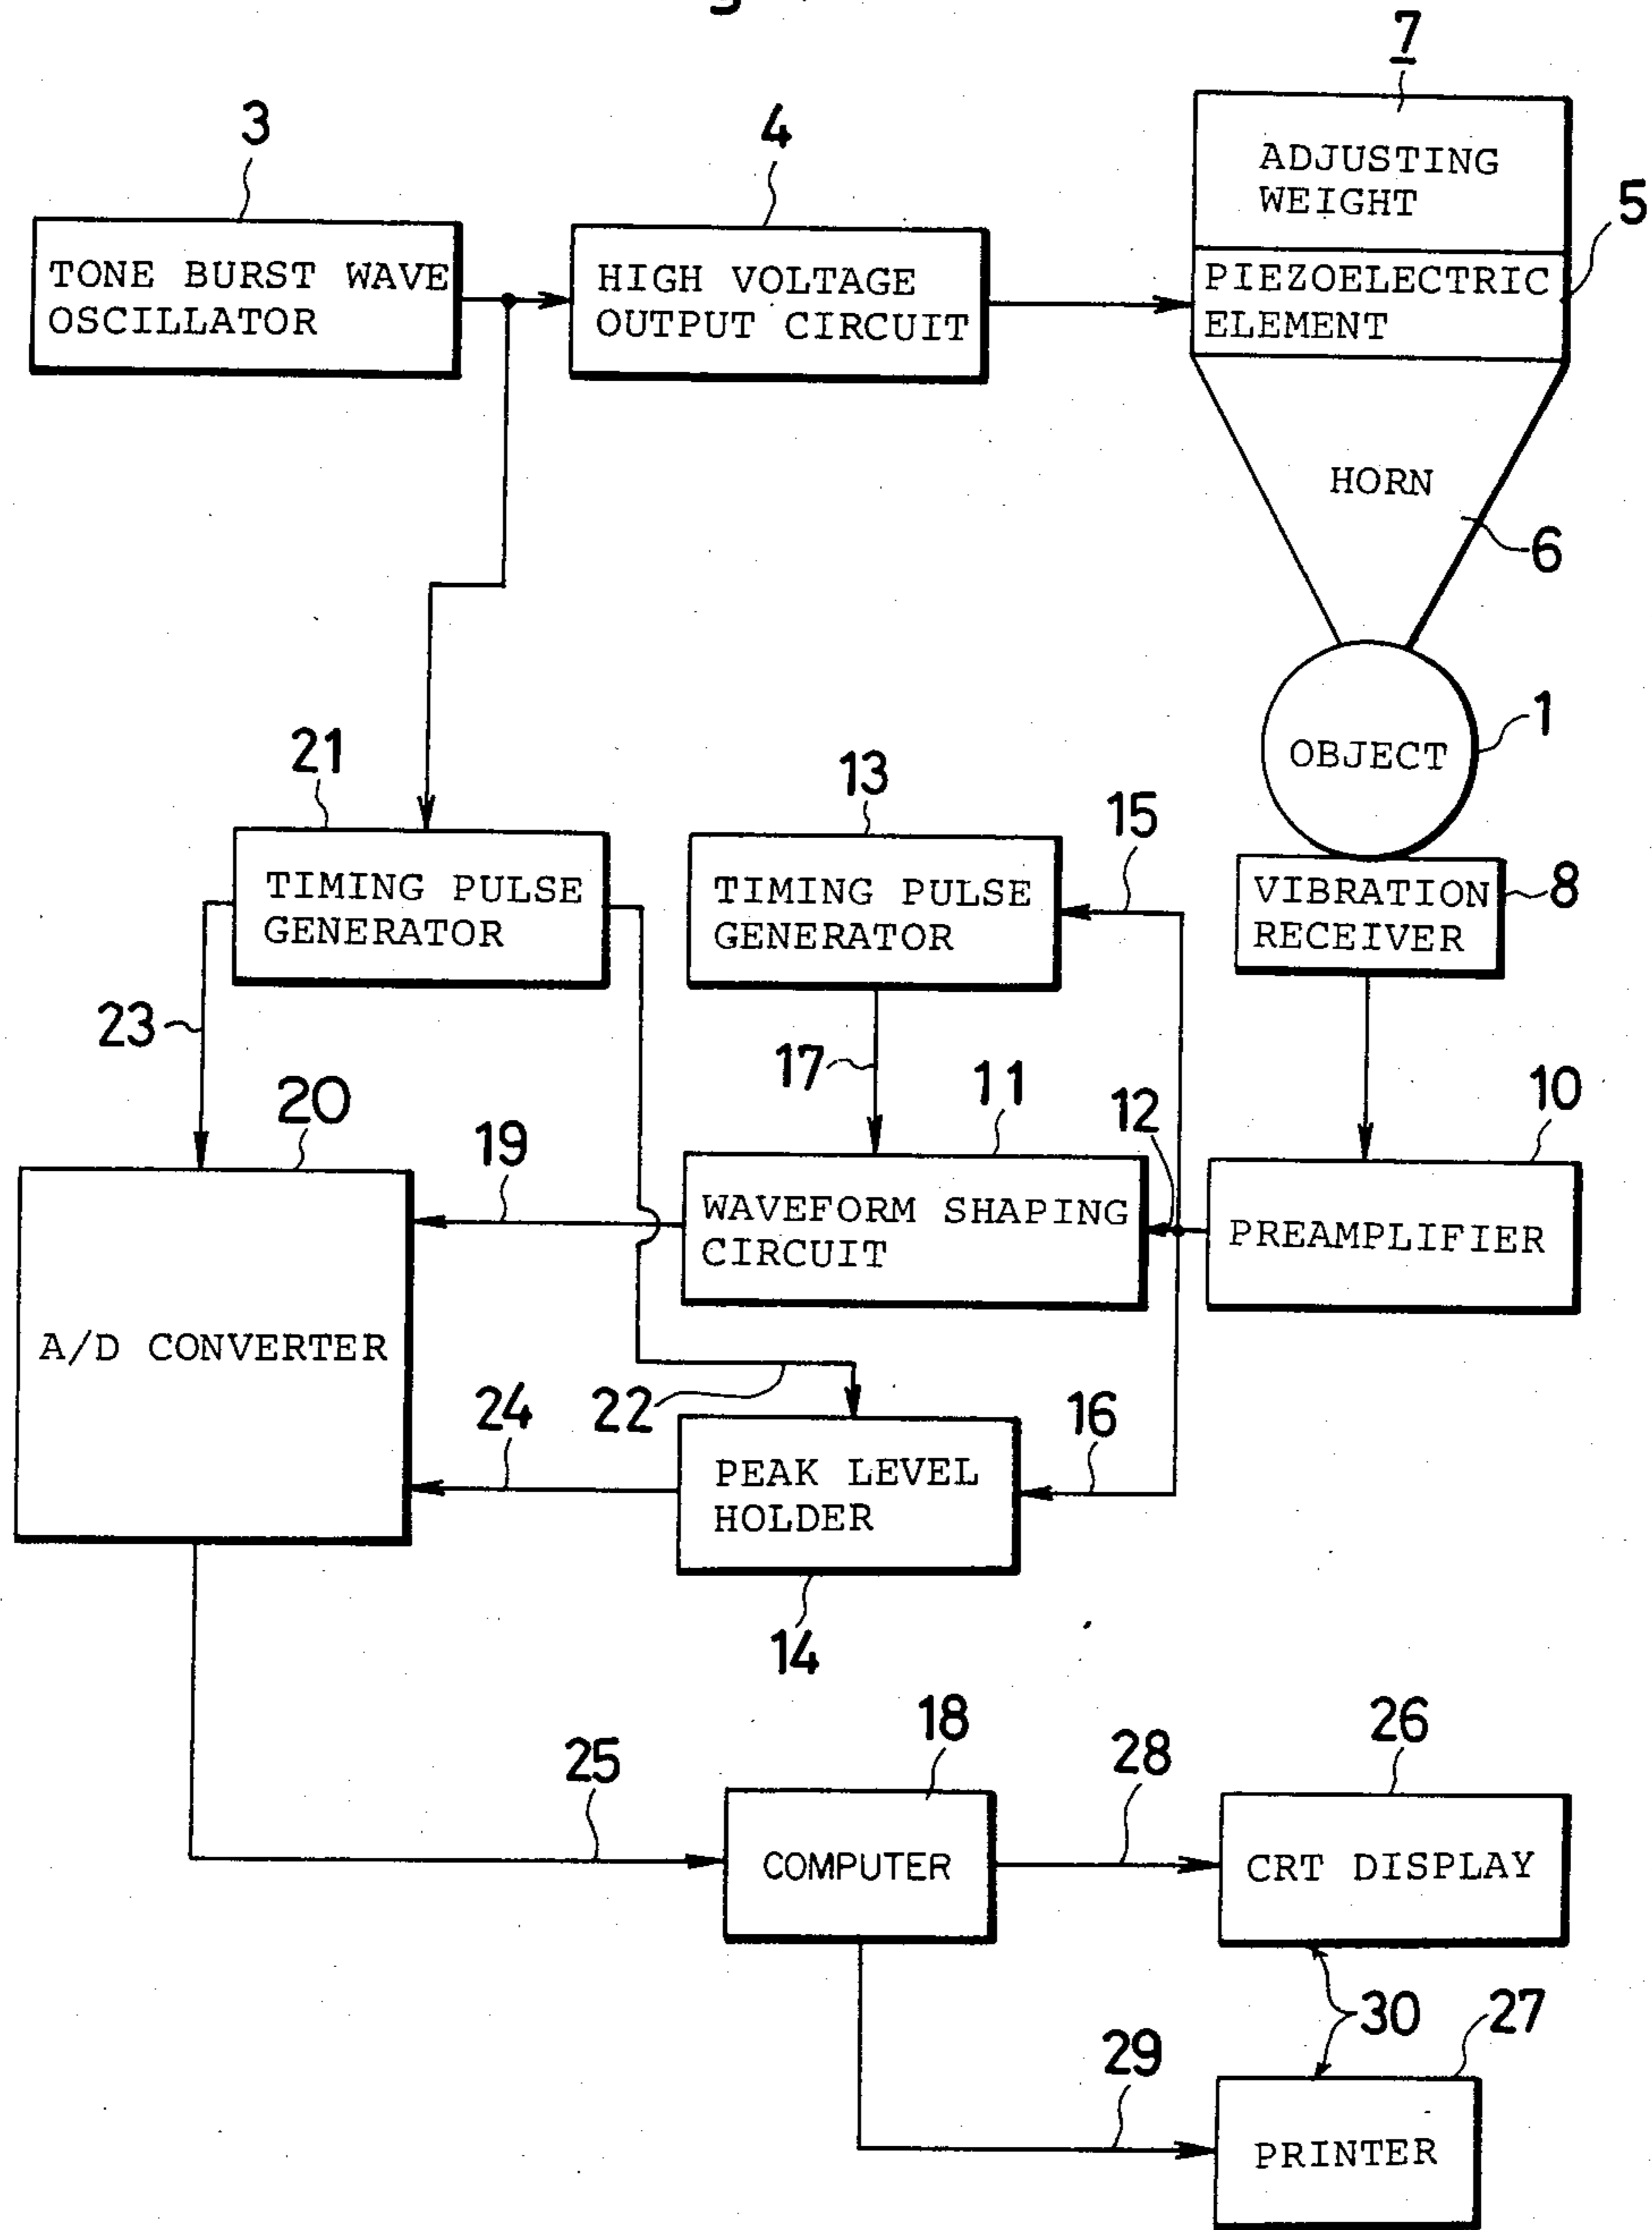 7
3
4
ADJUSTING
WEIGHT
5
TONE BURST WAVE
OSCILLATOR
HIGH VOLTAGE
OUTPUT CIRCUIT
PIEZOELECTRIC
ELEMENT
HORN
6
1
OBJECT
21
13
15
TIMING PULSE
GENERATOR
TIMING PULSE
GENERATOR
VIBRATION
RECEIVER
8
23
17
11
12
10
20
19
WAVEFORM SHAPING
CIRCUIT
PREAMPLIFIER
A/D CONVERTER
24
22
16
PEAK LEVEL
HOLDER
14
18
28
26
25
COMPUTER
CRT DISPLAY
30
27
29
PRINTER